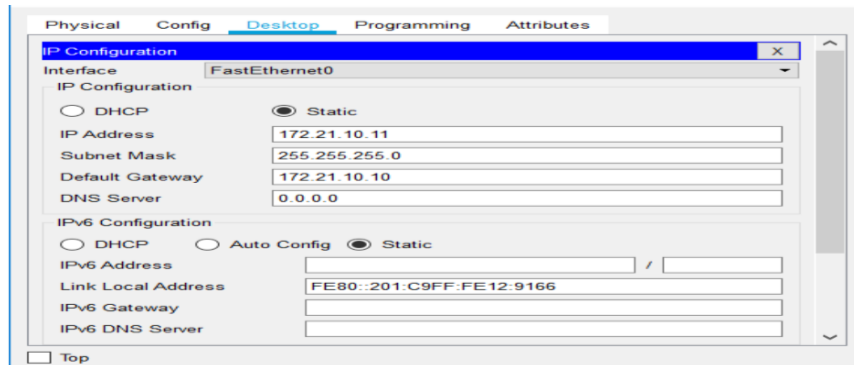 Physical Config Desktop Programming Attributes
IP Configuration X
Interface FastEthernet0
IP Configuration
DHCP Static
IP Address 172.21.10.11
Subnet Mask 255.255.255.0
Default Gateway 172.21.10.10
DNS Server 0.0.0.0
IPv6 Configuration
DHCP Auto Config Static
IPv6 Address /
Link Local Address FE80::201:C9FF:FE12:9166
IPv6 Gateway
IPv6 DNS Server
Top